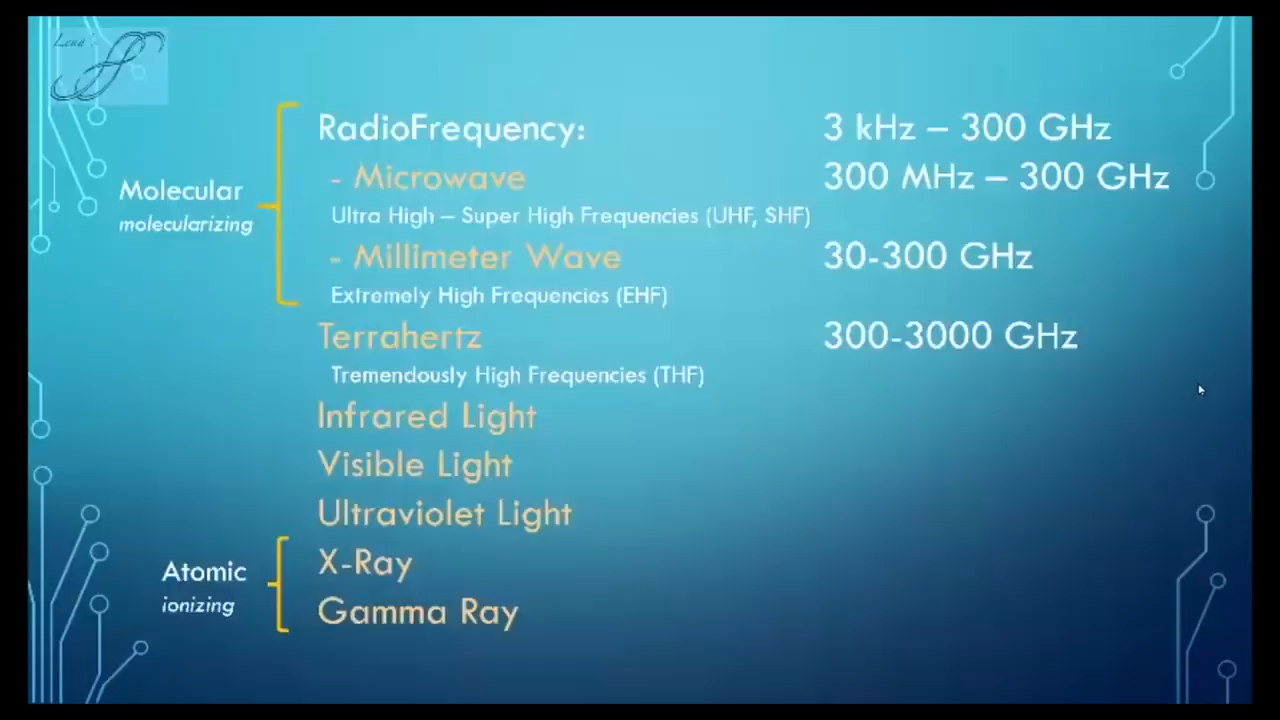 Lena
RadioFrequency: 3 kHz – 300 GHz
- Microwave 300 MHz – 300 GHz
Molecular
molecularizing
Ultra High – Super High Frequencies (UHF, SHF)
- Millimeter Wave 30-300 GHz
Extremely High Frequencies (EHF)
Terrahertz 300-3000 GHz
Tremendously High Frequencies (THF)
Infrared Light
Visible Light
Ultraviolet Light
Atomic
ionizing
X-Ray
Gamma Ray